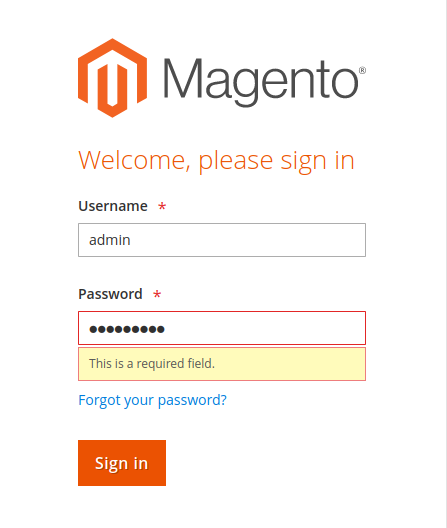 Magento®
Welcome, please sign in
Username *
admin
Password *
•••••••••
This is a required field.
Forgot your password?
Sign in